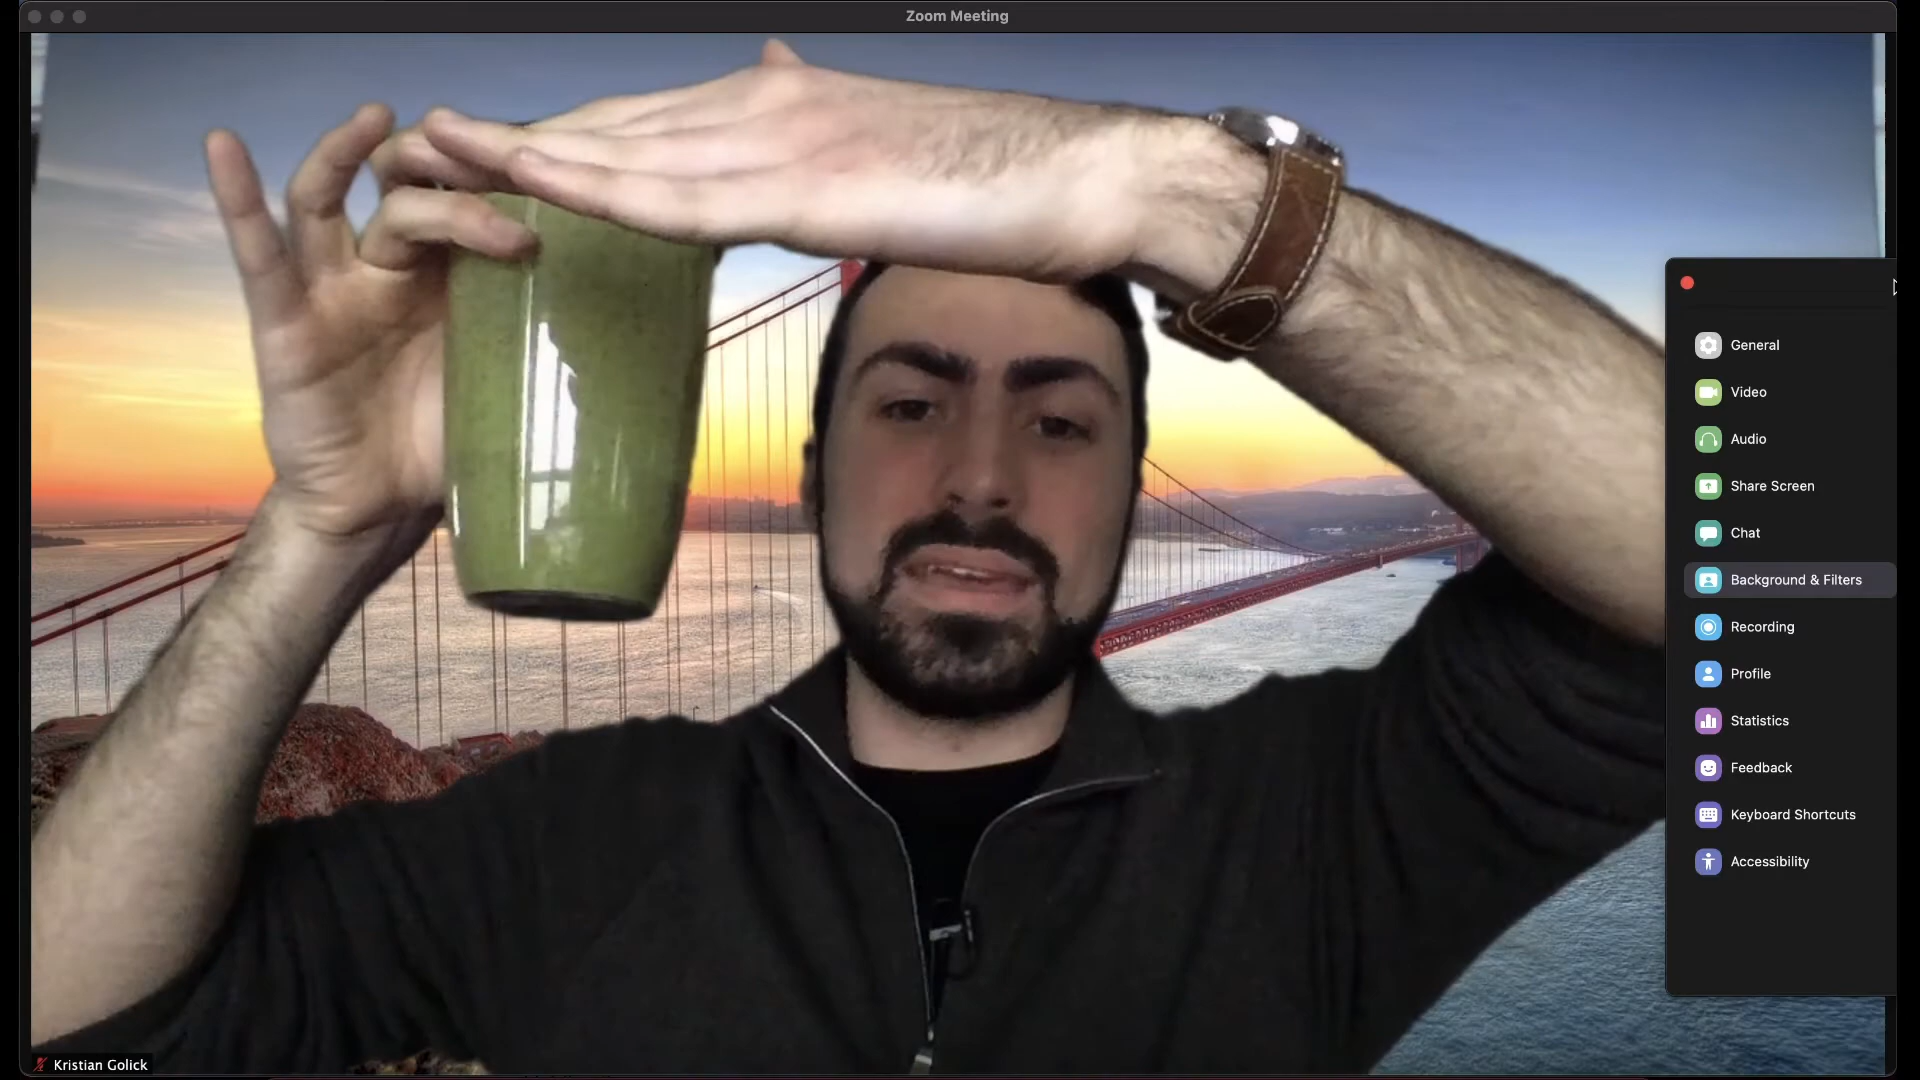 Zoom Meeting
General
Video
Audio
Share Screen
Chat
Background & Filters
Recording
Profile
Statistics
Feedback
Keyboard Shortcuts
Accessibility
Kristian Golick